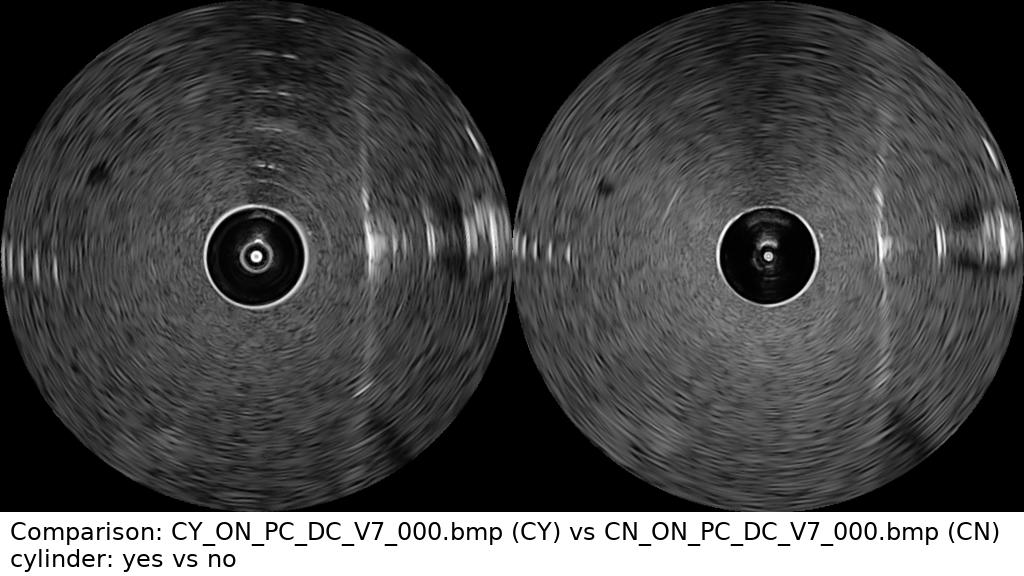 Comparison: CY_ON_PC_DC_V7_000.bmp (CY) vs CN_ON_PC_DC_V7_000.bmp (CN)
cylinder: yes vs no